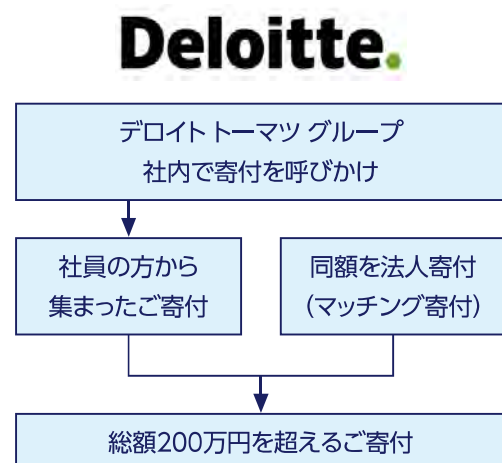 Deloitte.
デロイト トーマツ グループ
社内で寄付を呼びかけ
社員の方から
集まったご寄付
同額を法人寄付
（マッチング寄付）
総額200万円を超えるご寄付